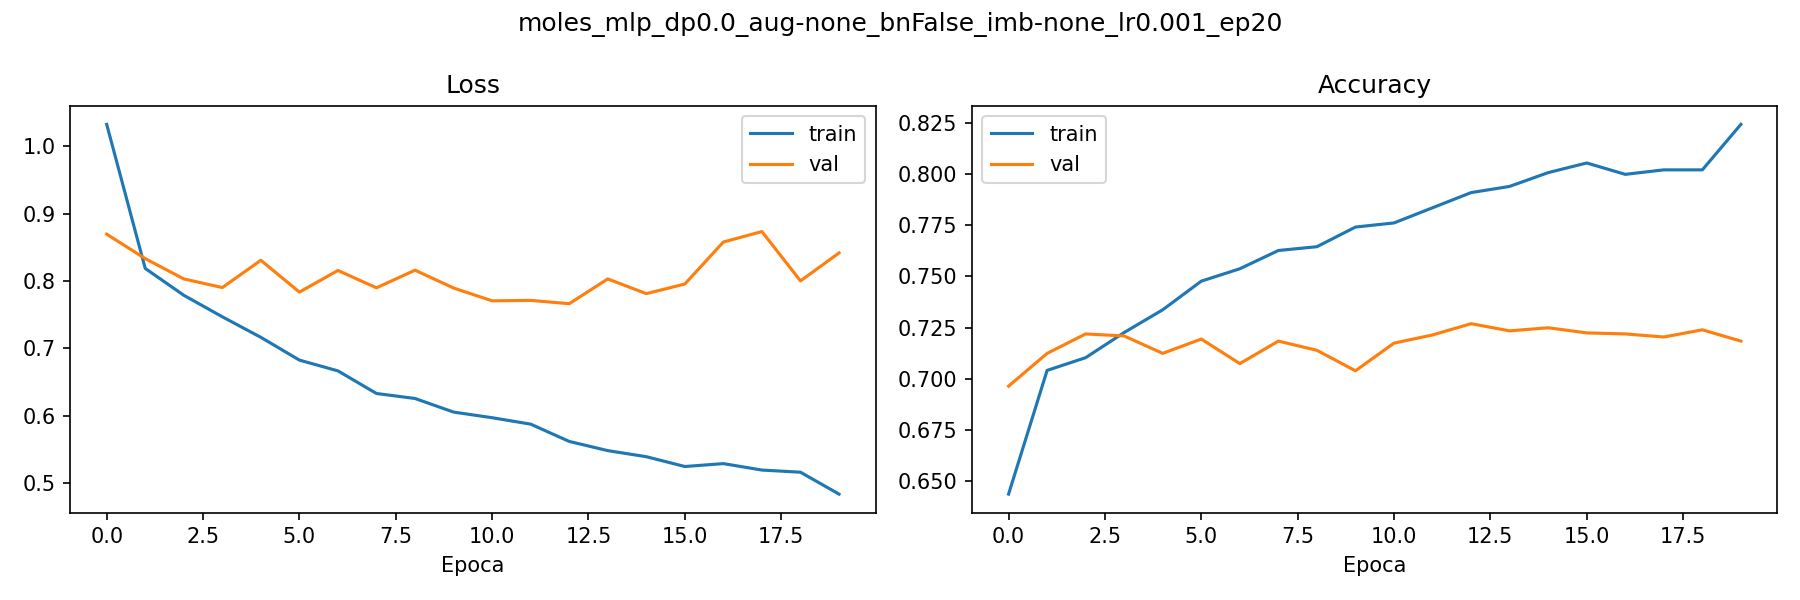 moles_mlp_dp0.0_aug-none_bnFalse_imb-none_lr0.001_ep20
Loss
1.0
0.9
0.8
0.7
0.6
0.5
train
val
0.0 2.5 5.0 7.5 10.0 12.5 15.0 17.5
Epoca
Accuracy
0.825
0.800
0.775
0.750
0.725
0.700
0.675
0.650
train
val
0.0 2.5 5.0 7.5 10.0 12.5 15.0 17.5
Epoca